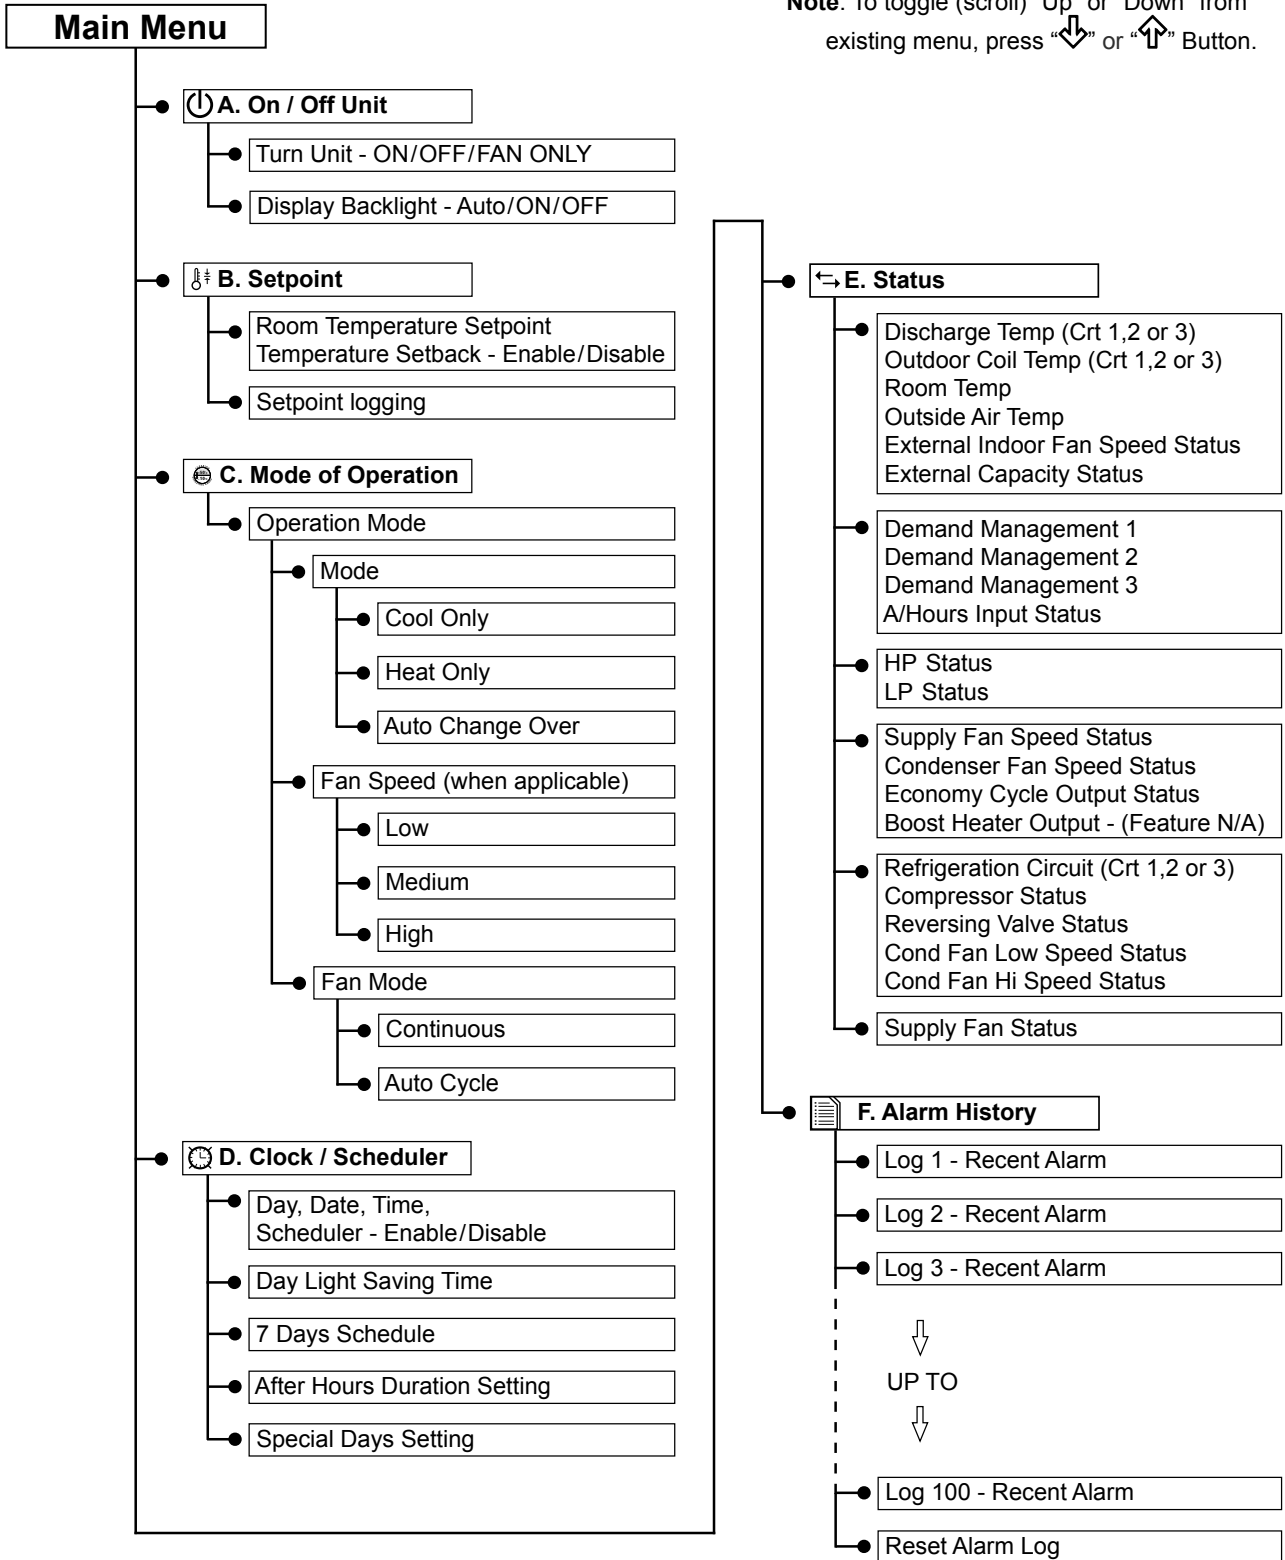 Main Menu
Note: To toggle (scroll) "Up" or "Down" from
existing menu, press "" or "" Button.
A. On / Off Unit
Turn Unit - ON/OFF/FAN ONLY
Display Backlight - Auto/ON/OFF
B. Setpoint
Room Temperature Setpoint
Temperature Setback - Enable/Disable
Setpoint logging
C. Mode of Operation
Operation Mode
Mode
Cool Only
Heat Only
Auto Change Over
Fan Speed (when applicable)
Low
Medium
High
Fan Mode
Continuous
Auto Cycle
D. Clock / Scheduler
Day, Date, Time,
Scheduler - Enable/Disable
Day Light Saving Time
7 Days Schedule
After Hours Duration Setting
Special Days Setting
E. Status
Discharge Temp (Crt 1,2 or 3)
Outdoor Coil Temp (Crt 1,2 or 3)
Room Temp
Outside Air Temp
External Indoor Fan Speed Status
External Capacity Status
Demand Management 1
Demand Management 2
Demand Management 3
A/Hours Input Status
HP Status
LP Status
Supply Fan Speed Status
Condenser Fan Speed Status
Economy Cycle Output Status
Boost Heater Output - (Feature N/A)
Refrigeration Circuit (Crt 1,2 or 3)
Compressor Status
Reversing Valve Status
Cond Fan Low Speed Status
Cond Fan Hi Speed Status
Supply Fan Status
F. Alarm History
Log 1 - Recent Alarm
Log 2 - Recent Alarm
Log 3 - Recent Alarm
UP TO
Log 100 - Recent Alarm
Reset Alarm Log